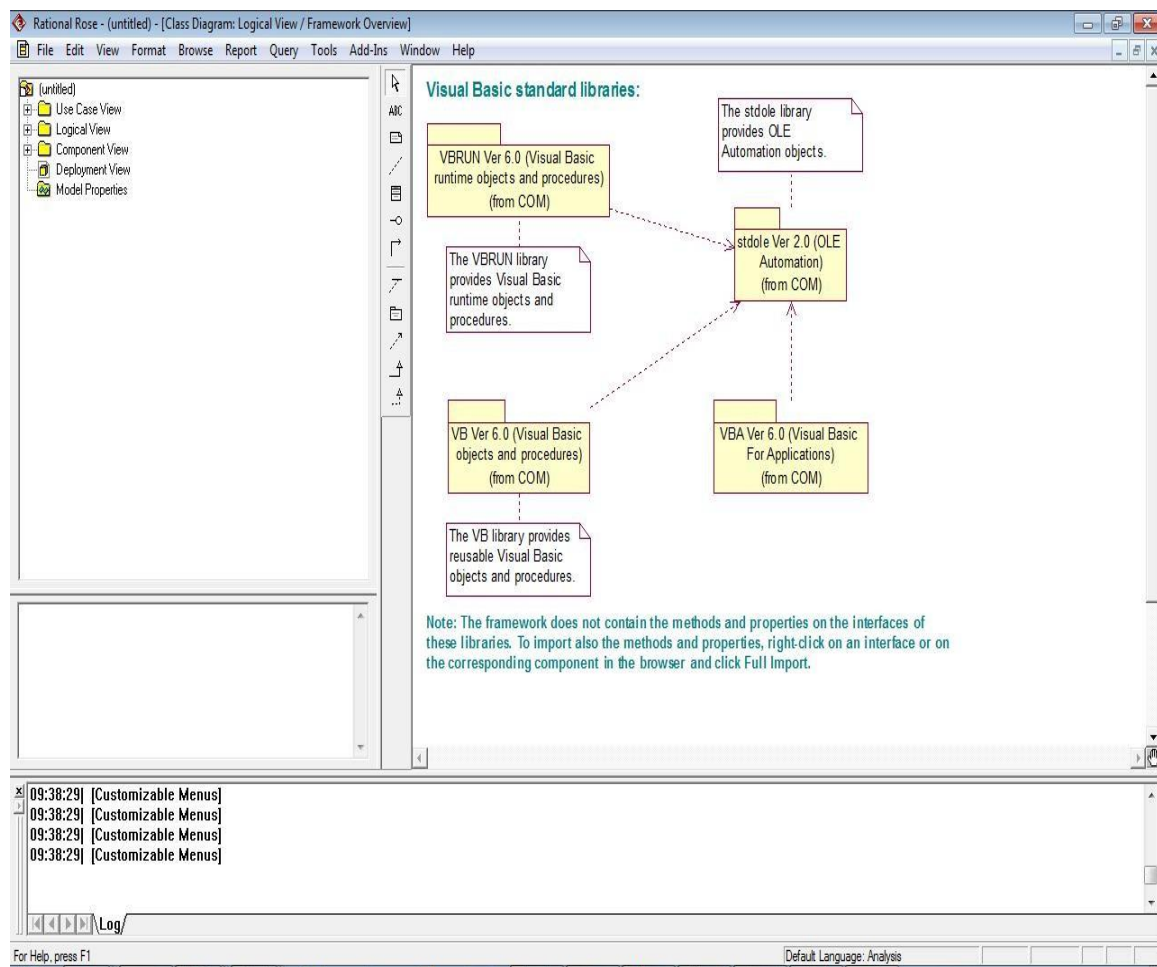 Rational Rose - (untitled) - [Class Diagram: Logical View / Framework Overview]
File Edit View Format Browse Report Query Tools Add-Ins Window Help
(untitled)
Use Case View
Logical View
Component View
Deployment View
Model Properties
ABC
Visual Basic standard libraries:
The stdole library
provides OLE
Automation objects.
VBRUN Ver 6.0 (Visual Basic
runtime objects and procedures)
(from COM)
stdole Ver 2.0 (OLE
Automation)
(from COM)
The VBRUN library
provides Visual Basic
runtime objects and
procedures.
VB Ver 6.0 (Visual Basic
objects and procedures)
(from COM)
VBA Ver 6.0 (Visual Basic
For Applications)
(from COM)
The VB library provides
reusable Visual Basic
objects and procedures.
Note: The framework does not contain the methods and properties on the interfaces of
these libraries. To import also the methods and properties, right-click on an interface or on
the corresponding component in the browser and click Full Import.
09:38:29| [Customizable Menus]
09:38:29| [Customizable Menus]
09:38:29| [Customizable Menus]
09:38:29| [Customizable Menus]
Log
For Help, press F1
Default Language: Analysis